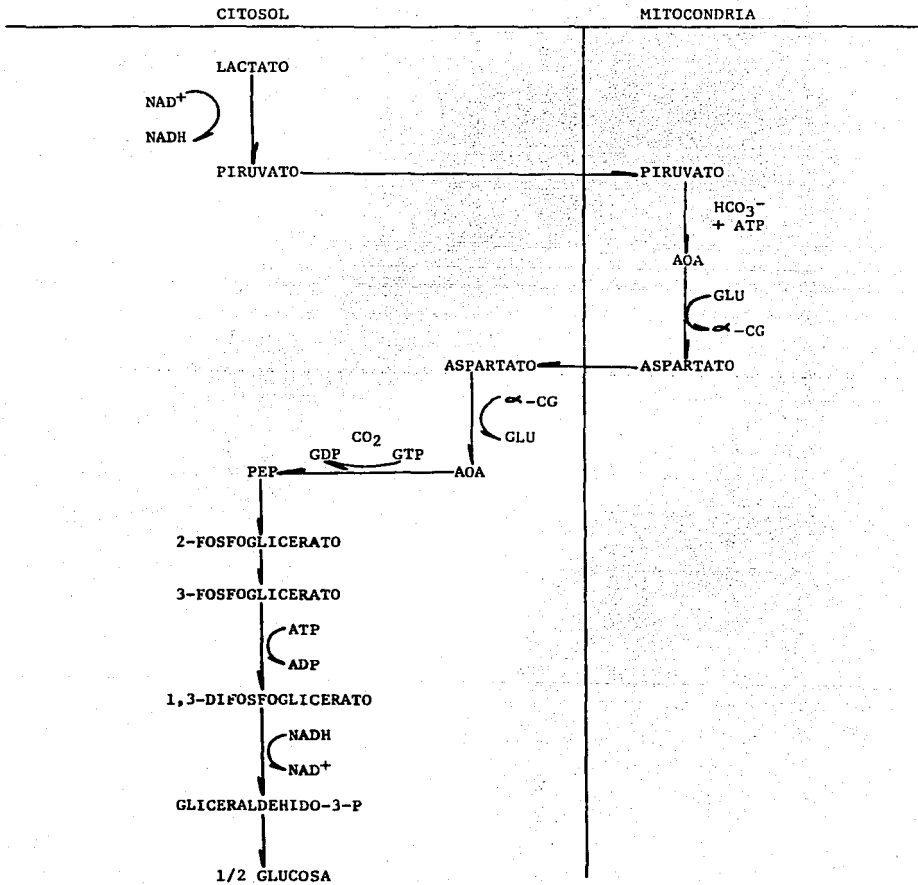 CITOSOL MITOCONDRIA
LACTATO
NAD+
NADH
PIRUVATO PIRUVATO
HCO3-
+ ATP
AOA
GLU
α-CG
ASPARTATO ASPARTATO
α-CG
GLU
CO2
GDP GTP
PEP AOA
2-FOSFOGLICERATO
3-FOSFOGLICERATO
ATP
ADP
1,3-DIFOSFOGLICERATO
NADH
NAD+
GLICERALDEHIDO-3-P
1/2 GLUCOSA